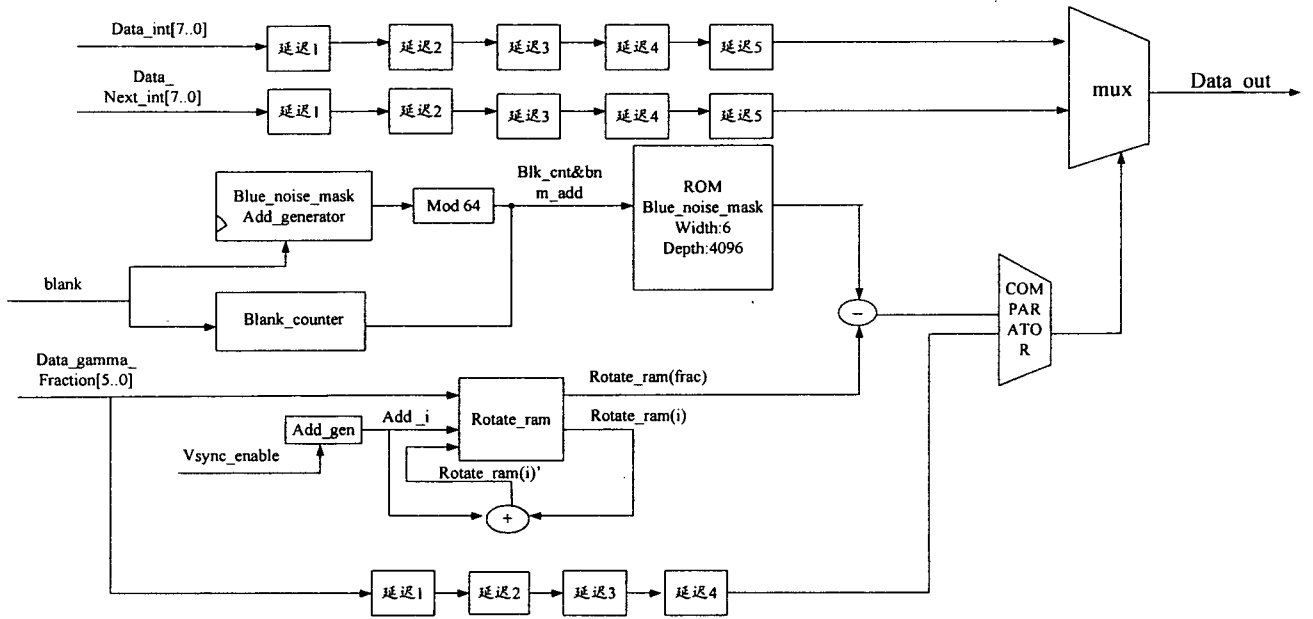 Data_int[7..0]
延迟1
延迟2
延迟3
延迟4
延迟5
Data_
Next_int[7..0]
延迟1
延迟2
延迟3
延迟4
延迟5
mux
Data_out
Blue_noise_mask
Add_generator
Mod 64
Blk_cnt&bn
m_add
ROM
Blue_noise_mask
Width:6
Depth:4096
blank
Blank_counter
−
COM
PAR
ATO
R
Data_gamma_
Fraction[5..0]
Rotate_ram
Rotate_ram(frac)
Add_gen
Add_i
Rotate_ram(i)
Vsync_enable
Rotate_ram(i)'
+
延迟1
延迟2
延迟3
延迟4